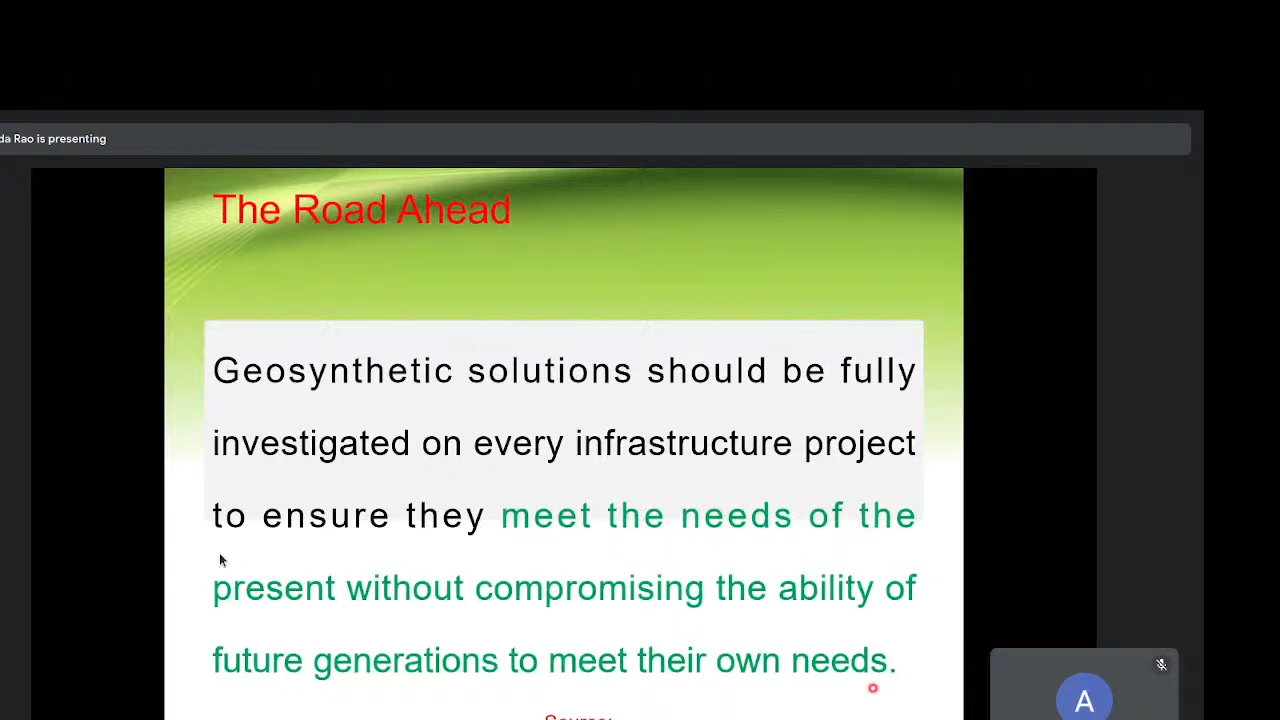 da Rao is presenting
The Road Ahead
Geosynthetic solutions should be fully
investigated on every infrastructure project
to ensure they meet the needs of the
present without compromising the ability of
future generations to meet their own needs.
Source:
A